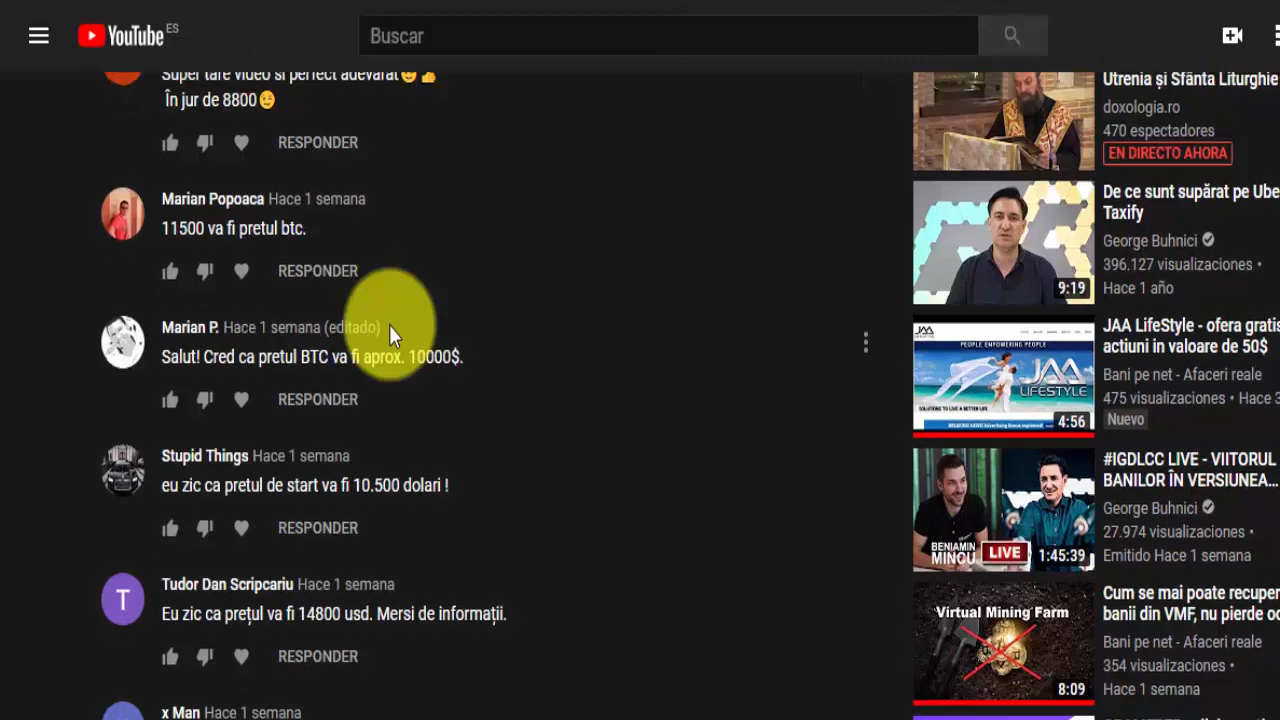 YouTube ES
Buscar
Super tare video si perfect adevarat😉👍
În jur de 8800😉
RESPONDER
Marian Popoaca Hace 1 semana
11500 va fi pretul btc.
RESPONDER
Marian P. Hace 1 semana (editado)
Salut! Cred ca pretul BTC va fi aprox. 10000$.
RESPONDER
Stupid Things Hace 1 semana
eu zic ca pretul de start va fi 10.500 dolari !
RESPONDER
T
Tudor Dan Scripcariu Hace 1 semana
Eu zic ca prețul va fi 14800 usd. Mersi de informații.
RESPONDER
x Man Hace 1 semana
Utrenia și Sfânta Liturghie
doxologia.ro
470 espectadores
EN DIRECTO AHORA
De ce sunt supărat pe Ube
Taxify
George Buhnici
396.127 visualizaciones •
Hace 1 año
9:19
JAA
PEOPLE EMPOWERING PEOPLE
JAA
LIFESTYLE
SOLUTIONS TO LIVE A BETTER LIFE
4:56
JAA LifeStyle - ofera gratis
actiuni in valoare de 50$
Bani pe net - Afaceri reale
475 visualizaciones • Hace 3
Nuevo
BENIAMIN
MINCU
LIVE
1:45:39
#IGDLCC LIVE - VIITORUL
BANILOR ÎN VERSIUNEA...
George Buhnici
27.974 visualizaciones •
Emitido Hace 1 semana
Virtual Mining Farm
8:09
Cum se mai poate recuper
banii din VMF, nu pierde oc
Bani pe net - Afaceri reale
354 visualizaciones •
Hace 1 semana